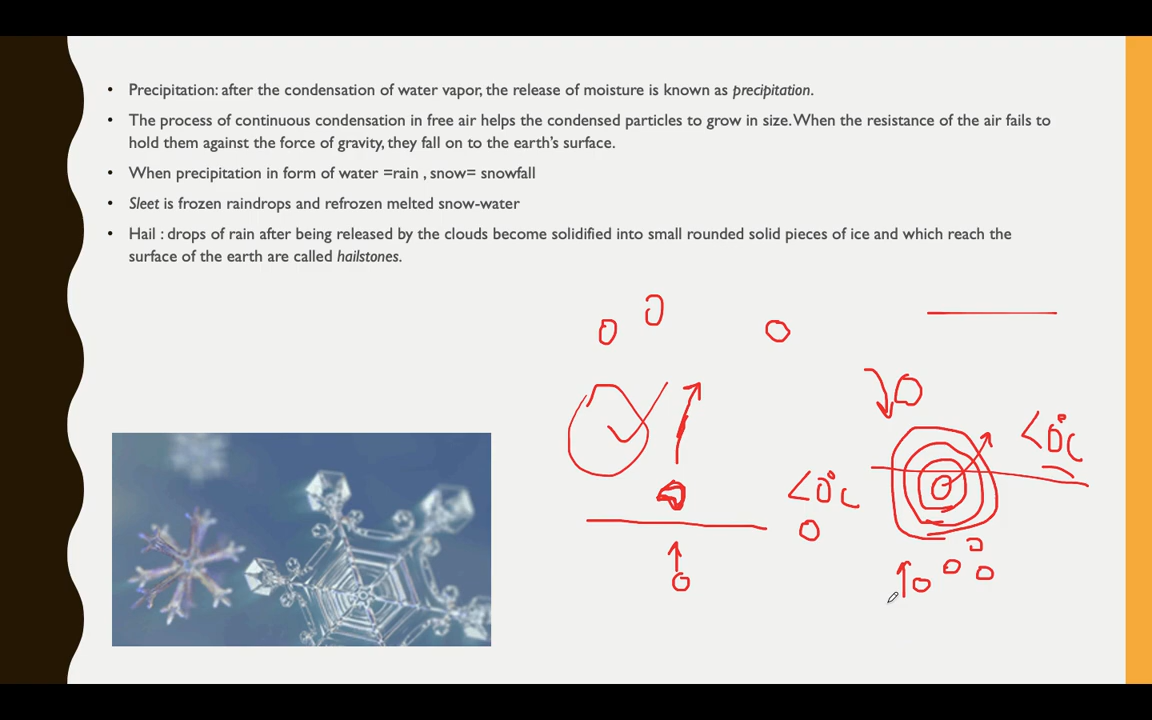 • Precipitation: after the condensation of water vapor, the release of moisture is known as precipitation.
• The process of continuous condensation in free air helps the condensed particles to grow in size. When the resistance of the air fails to
hold them against the force of gravity, they fall on to the earth's surface.
• When precipitation in form of water =rain , snow= snowfall
• Sleet is frozen raindrops and refrozen melted snow-water
• Hail : drops of rain after being released by the clouds become solidified into small rounded solid pieces of ice and which reach the
surface of the earth are called hailstones.
<0°C
<0°C